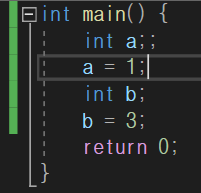 int main() {
int a;;
a = 1;
int b;
b = 3;
return 0;
}